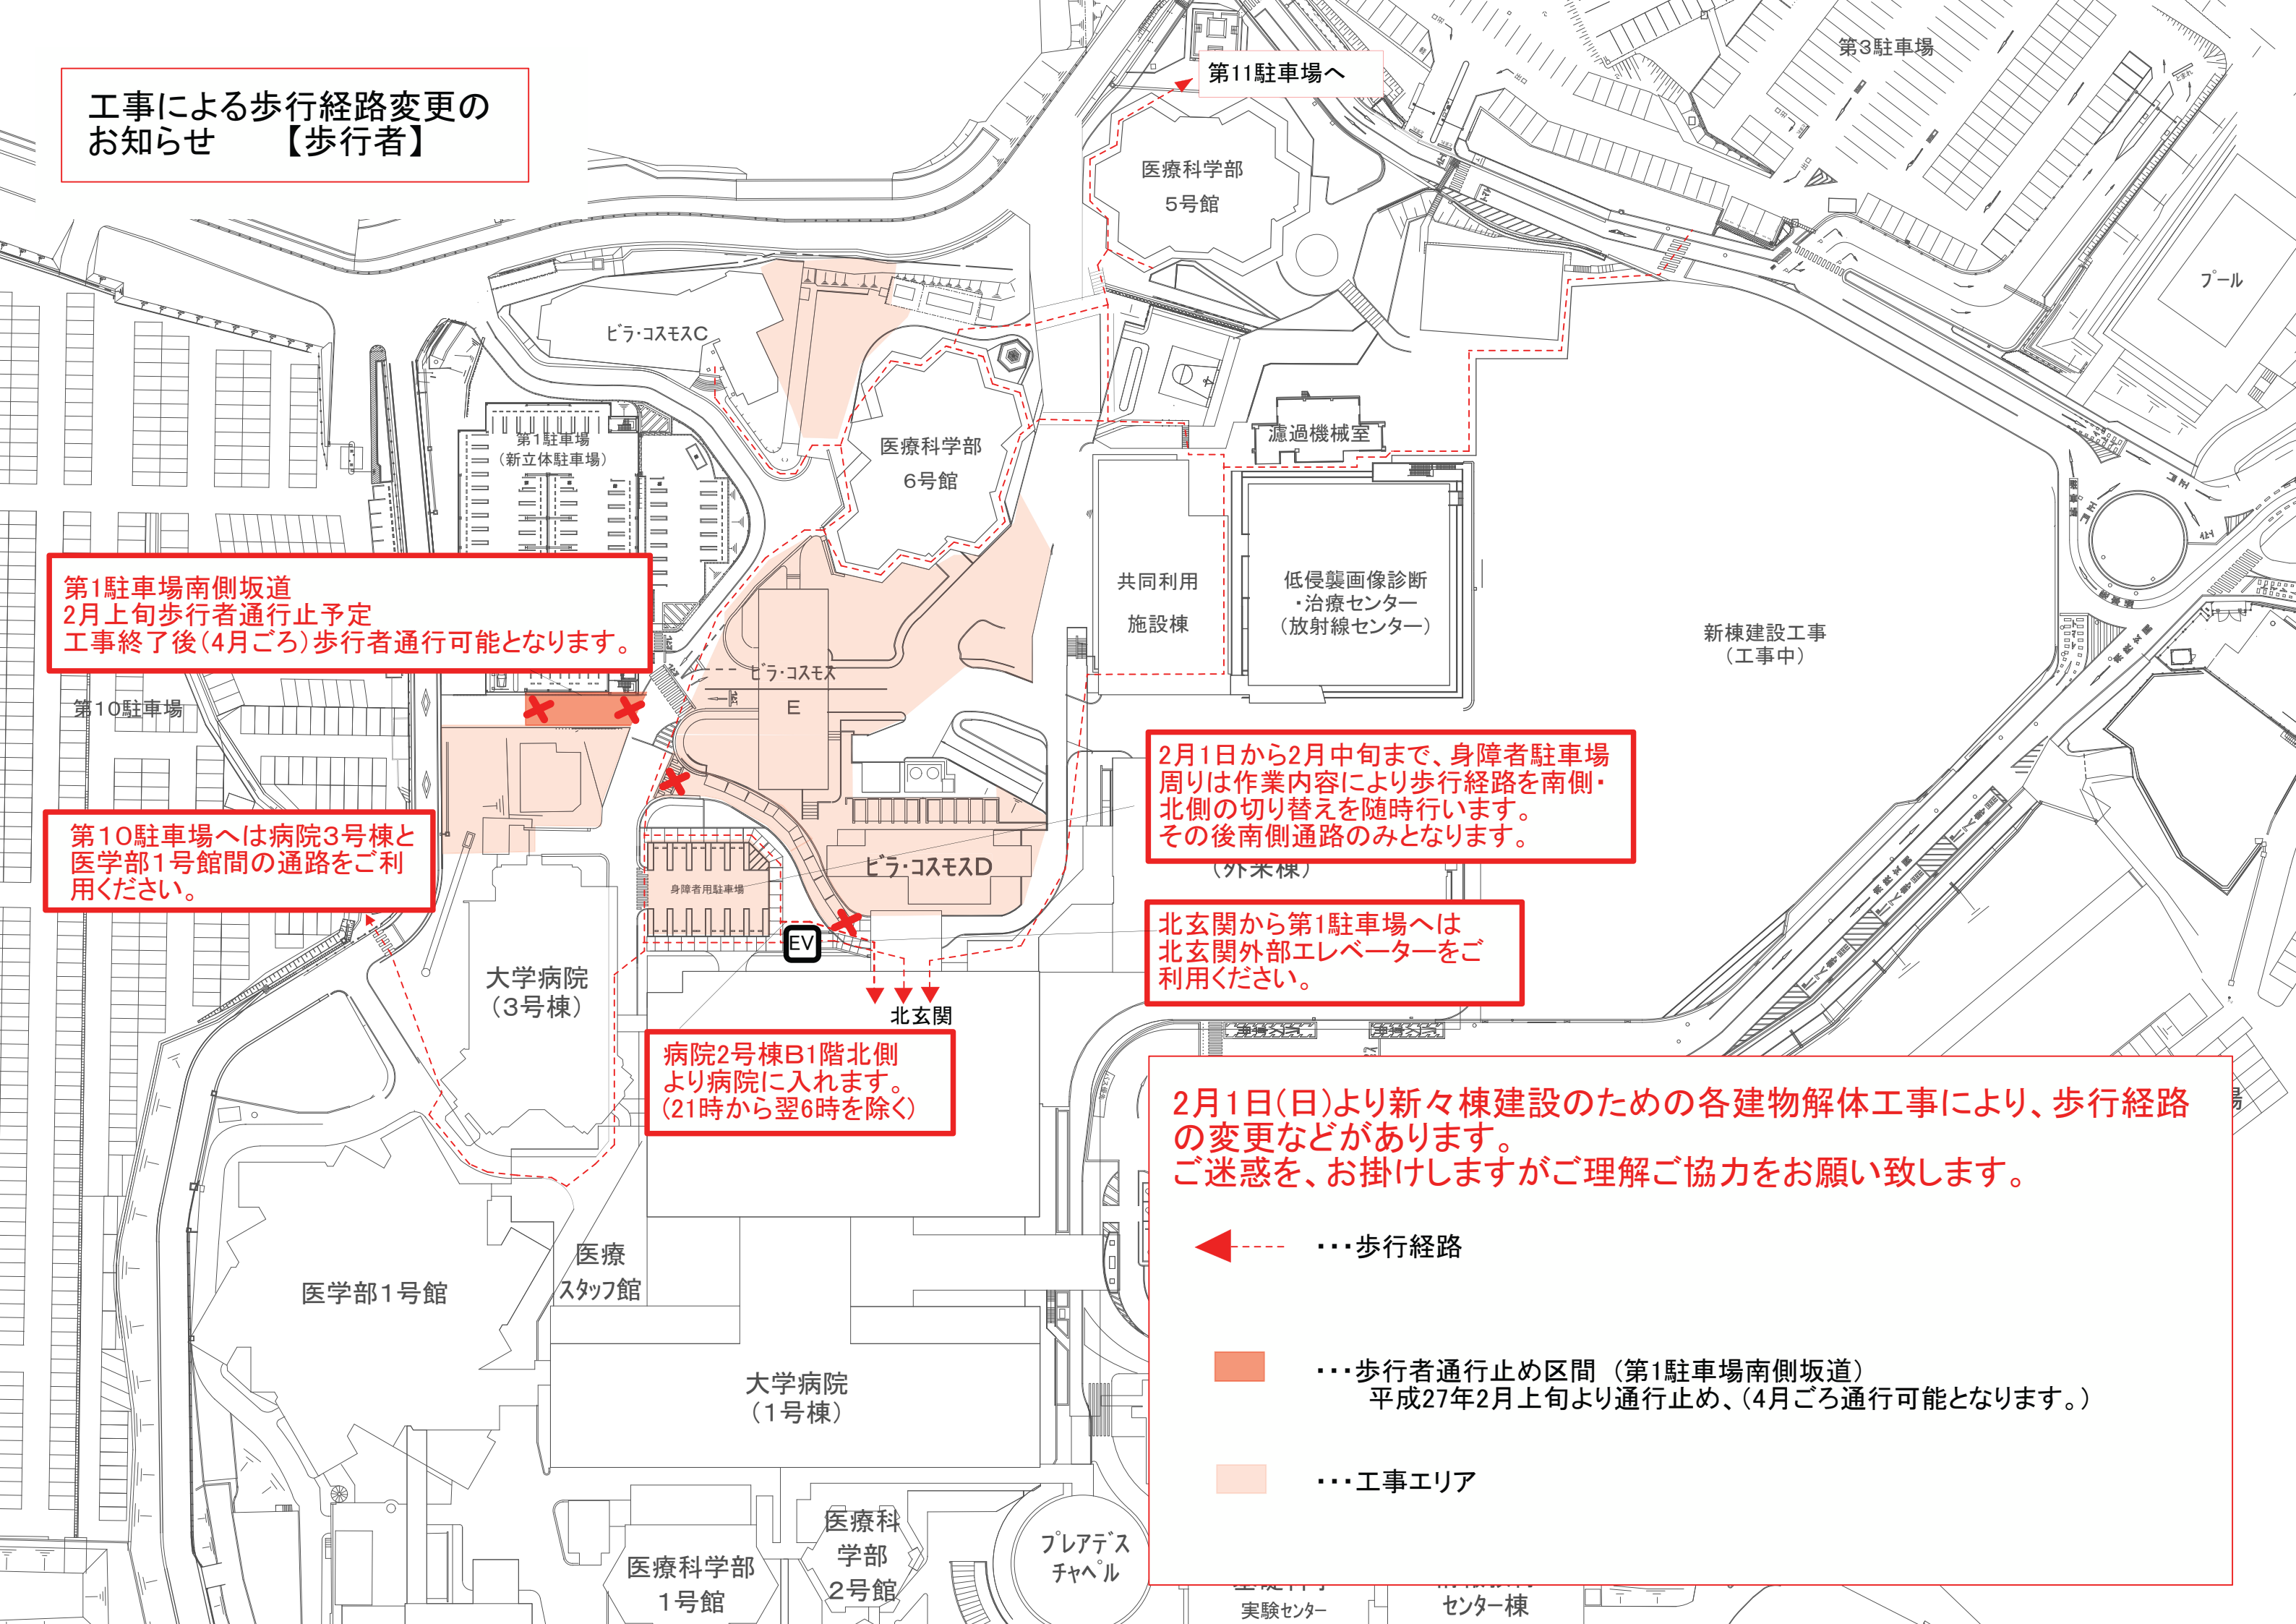 工事による歩行経路変更の
お知らせ　　【歩行者】
第11駐車場へ
第3駐車場
医療科学部
5号館
プール
ビラ・コスモスC
第1駐車場
（新立体駐車場）
医療科学部
6号館
濾過機械室
第1駐車場南側坂道
2月上旬歩行者通行止予定
工事終了後(4月ごろ)歩行者通行可能となります。
共同利用
施設棟
低侵襲画像診断
・治療センター
（放射線センター）
新棟建設工事
（工事中）
ビラ・コスモス
E
第10駐車場
2月1日から2月中旬まで、身障者駐車場
周りは作業内容により歩行経路を南側・
北側の切り替えを随時行います。
その後南側通路のみとなります。
（外来棟）
第10駐車場へは病院3号棟と
医学部1号館間の通路をご利
用ください。
ビラ・コスモスD
身障者用駐車場
EV
北玄関から第1駐車場へは
北玄関外部エレベーターをご
利用ください。
大学病院
（3号棟）
北玄関
病院2号棟B1階北側
より病院に入れます。
(21時から翌6時を除く)
2月1日(日)より新々棟建設のための各建物解体工事により、歩行経路
の変更などがあります。
ご迷惑を、お掛けしますがご理解ご協力をお願い致します。
・・・歩行経路
・・・歩行者通行止め区間（第1駐車場南側坂道）
平成27年2月上旬より通行止め、（4月ごろ通行可能となります。）
・・・工事エリア
医療
スタッフ館
医学部1号館
大学病院
（1号棟）
医療科学部
1号館
医療科
学部
2号館
プレアデス
チャペル
実験センター
センター棟